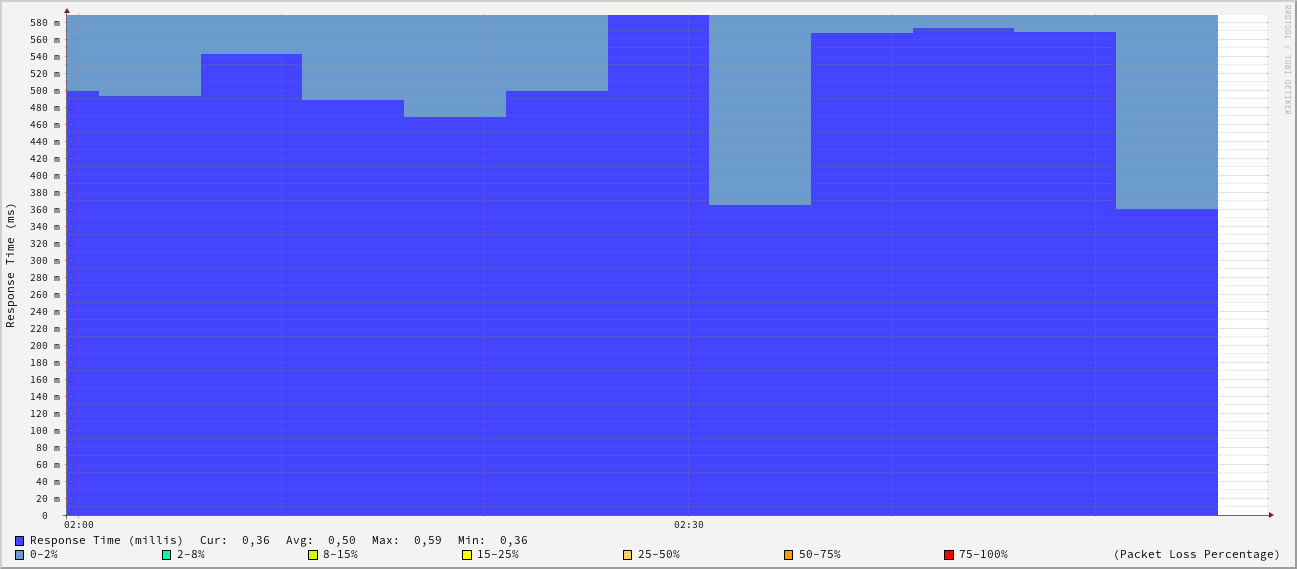 RRDTOOL / TOBI OETIKER
Response Time (ms)
580 m
560 m
540 m
520 m
500 m
480 m
460 m
440 m
420 m
400 m
380 m
360 m
340 m
320 m
300 m
280 m
260 m
240 m
220 m
200 m
180 m
160 m
140 m
120 m
100 m
80 m
60 m
40 m
20 m
0
02:00 02:30
Response Time (millis) Cur: 0,36 Avg: 0,50 Max: 0,59 Min: 0,36
0-2% 2-8% 8-15% 15-25% 25-50% 50-75% 75-100% (Packet Loss Percentage)